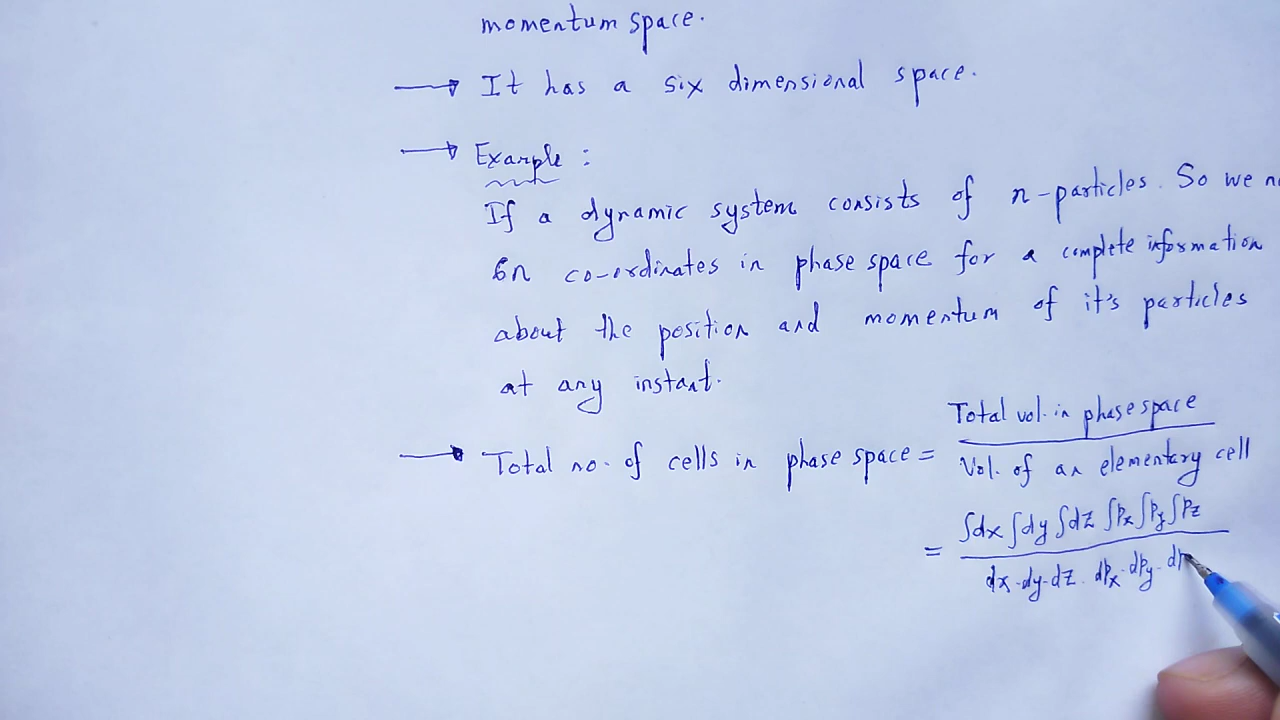 momentum space.
→ It has a six dimensional space.
→ Example :
If a dynamic system consists of n-particles. So we
6n co-ordinates in phase space for a complete information
about the position and momentum of it's particles
at any instant.
→ Total no. of cells in phase space = Total vol. in phase space / Vol. of an elementary cell
= ∫dx ∫dy ∫dz ∫px ∫py ∫pz / dx · dy · dz · dpx · dpy · dp